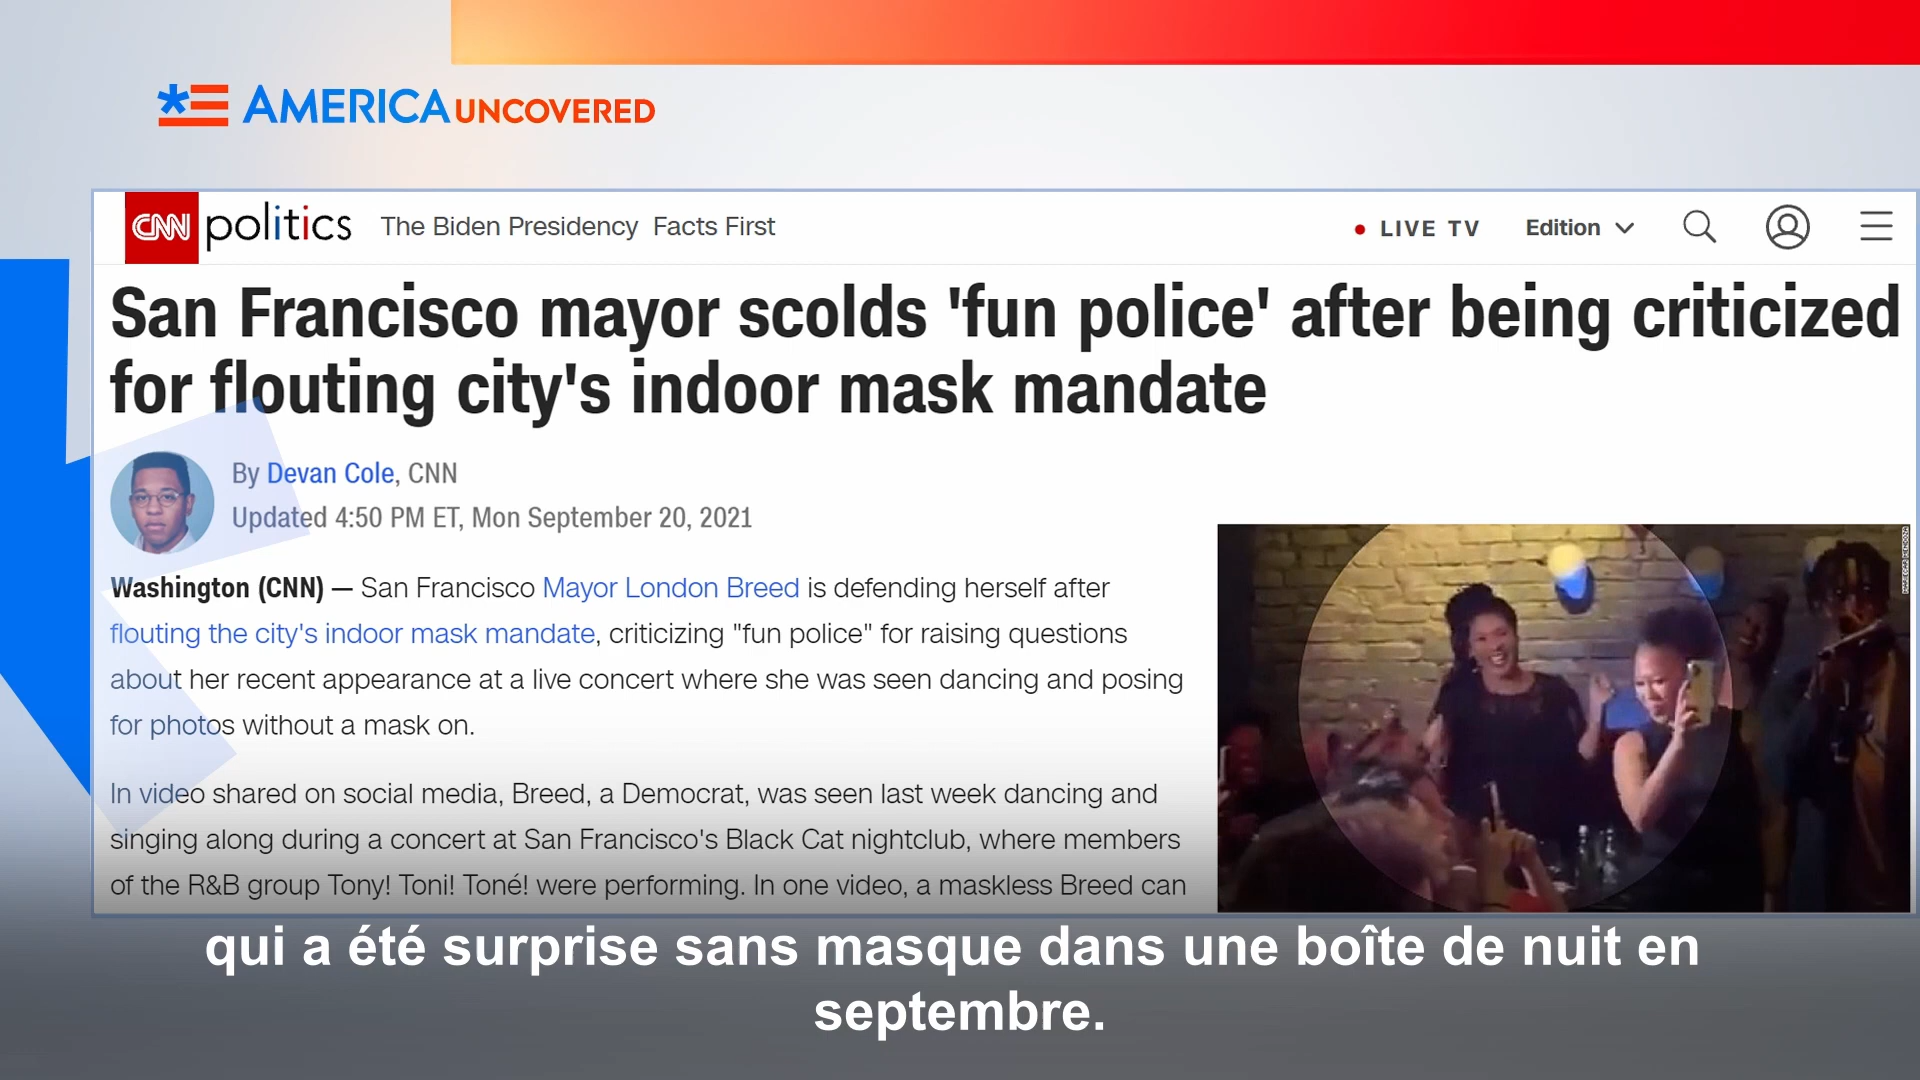 AMERICA UNCOVERED
CNN politics The Biden Presidency Facts First LIVE TV Edition
San Francisco mayor scolds 'fun police' after being criticized
for flouting city's indoor mask mandate
By Devan Cole, CNN
Updated 4:50 PM ET, Mon September 20, 2021
Washington (CNN) — San Francisco Mayor London Breed is defending herself after
flouting the city's indoor mask mandate, criticizing "fun police" for raising questions
about her recent appearance at a live concert where she was seen dancing and posing
for photos without a mask on.
In video shared on social media, Breed, a Democrat, was seen last week dancing and
singing along during a concert at San Francisco's Black Cat nightclub, where members
of the R&B group Tony! Toni! Toné! were performing. In one video, a maskless Breed can
qui a été surprise sans masque dans une boîte de nuit en
septembre.